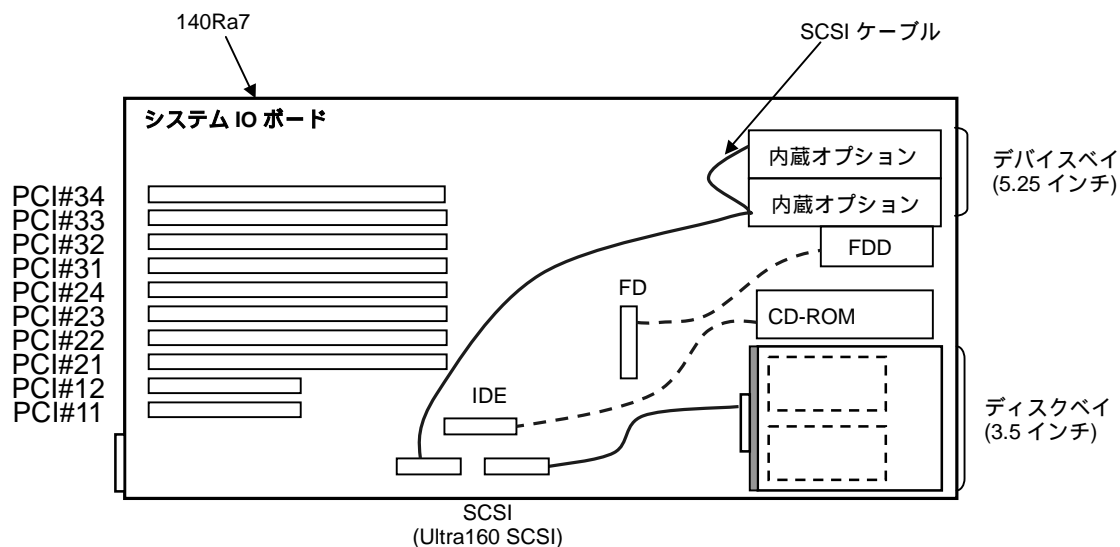 140Ra7
SCSI ケーブル
システム IO ボード
内蔵オプション
内蔵オプション
デバイスベイ
(5.25 インチ)
PCI#34
PCI#33
PCI#32
PCI#31
PCI#24
PCI#23
PCI#22
PCI#21
PCI#12
PCI#11
FDD
FD
CD-ROM
IDE
ディスクベイ
(3.5 インチ)
SCSI
(Ultra160 SCSI)